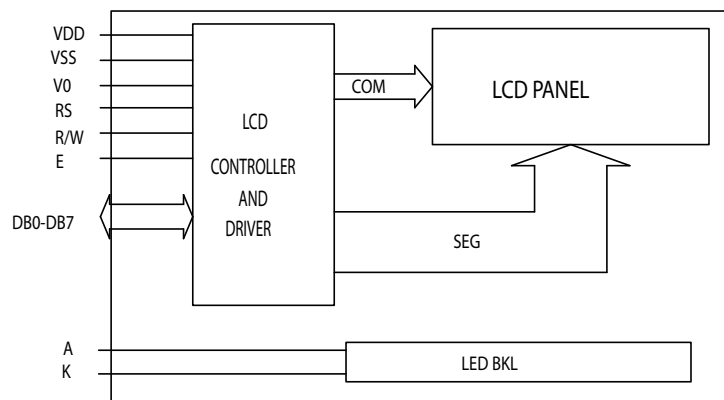 VDD
VSS
V0
RS
R/W
E
DB0-DB7
A
K
LCD
CONTROLLER
AND
DRIVER
COM
LCD PANEL
SEG
LED BKL